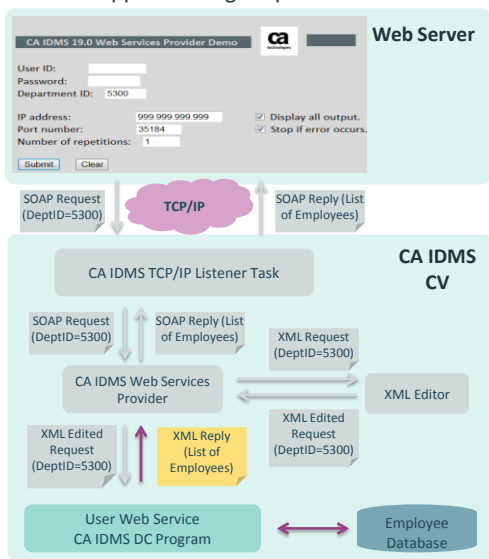 CA IDMS 19.0 Web Services Provider Demo
ca
technologies
Web Server
User ID:
Password:
Department ID: 5300
IP address: 999.999.999.999
Display all output.
Port number: 35184
Stop if error occurs.
Number of repetitions: 1
Submit Clear
SOAP Request
(DeptID=5300)
TCP/IP
SOAP Reply (List
of Employees)
CA IDMS
CV
CA IDMS TCP/IP Listener Task
SOAP Request
(DeptID=5300)
SOAP Reply (List
of Employees)
XML Request
(DeptID=5300)
CA IDMS Web Services
Provider
XML Editor
XML Edited
Request
(DeptID=5300)
XML Reply
(List of
Employees)
XML Edited
Request
(DeptID=5300)
User Web Service
CA IDMS DC Program
Employee
Database